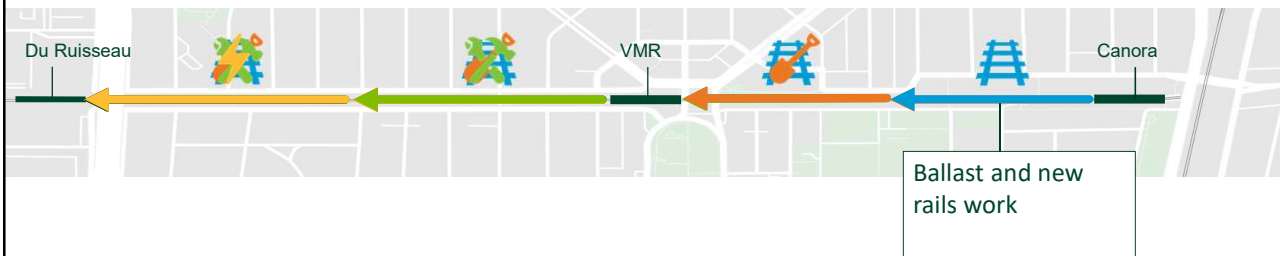 Du Ruisseau
VMR
Canora
Ballast and new
rails work